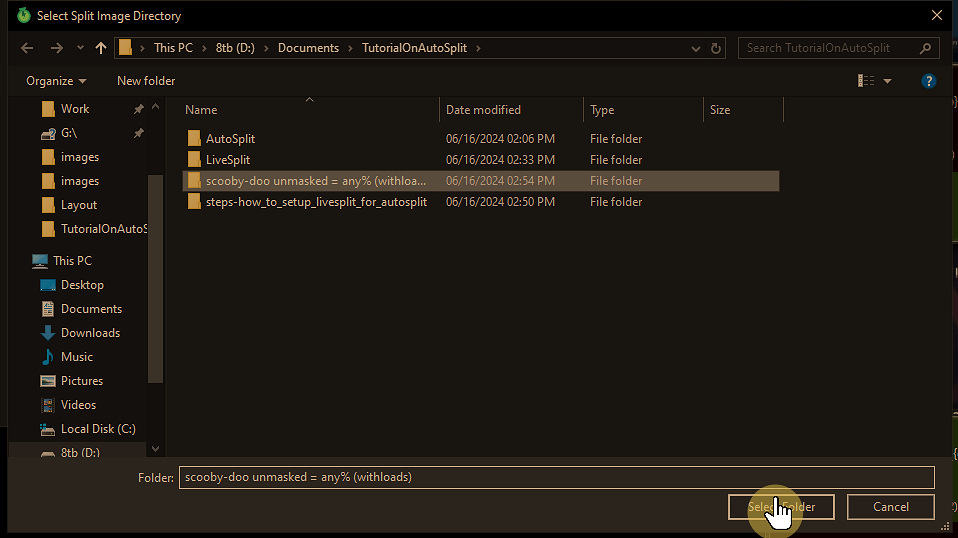 Select Split Image Directory
This PC > 8tb (D:) > Documents > TutorialOnAutoSplit >
Search TutorialOnAutoSplit
Organize
New folder
?
Work
G:\
images
images
Layout
TutorialOnAutoS
This PC
Desktop
Documents
Downloads
Music
Pictures
Videos
Local Disk (C:)
8tb (D:)
Name Date modified Type Size
AutoSplit 06/16/2024 02:06 PM File folder
LiveSplit 06/16/2024 02:33 PM File folder
scooby-doo unmasked = any% (withloa... 06/16/2024 02:54 PM File folder
steps-how_to_setup_livesplit_for_autosplit 06/16/2024 02:50 PM File folder
Folder: scooby-doo unmasked = any% (withloads)
Select Folder
Cancel